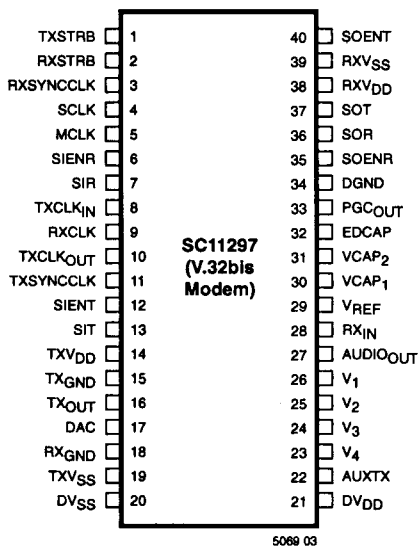 TXSTRB 1 40 SOENT
RXSTRB 2 39 RXVSS
RXSYNCCLK 3 38 RXVDD
SCLK 4 37 SOT
MCLK 5 36 SOR
SIENR 6 35 SOENR
SIR 7 34 DGND
TXCLKIN 8 33 PGCOUT
RXCLK 9 32 EDCAP
TXCLKOUT 10 31 VCAP2
TXSYNCCLK 11 30 VCAP1
SIENT 12 29 VREF
SIT 13 28 RXIN
TXVDD 14 27 AUDIOOUT
TXGND 15 26 V1
TXOUT 16 25 V2
DAC 17 24 V3
RXGND 18 23 V4
TXVSS 19 22 AUXTX
DVSS 20 21 DVDD
SC11297
(V.32bis
Modem)
5069 03